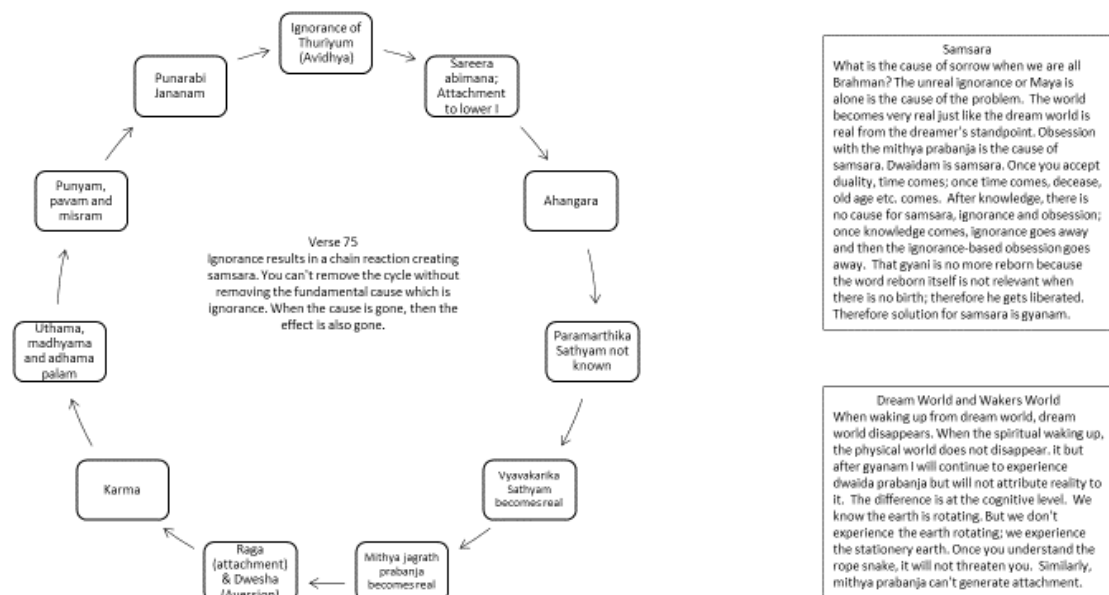 Ignorance of
Thuriyum
(Avidhya)
Sareera
abimana;
Attachment
to lower I
Ahangara
Paramarthika
Sathyam not
known
Vyavakarika
Sathyam
becomes real
Mithya jagrath
prabanja
becomes real
Raga
(attachment)
& Dwesha
(Aversion)
Karma
Uthama,
madhyama
and adhama
palam
Punyam,
pavam and
misram
Punarabi
Jananam
Verse 75
Ignorance results in a chain reaction creating
samsara. You can't remove the cycle without
removing the fundamental cause which is
ignorance. When the cause is gone, then the
effect is also gone.
Samsara
What is the cause of sorrow when we are all
Brahman? The unreal ignorance or Maya is
alone is the cause of the problem. The world
becomes very real just like the dream world is
real from the dreamer's standpoint. Obsession
with the mithya prabanja is the cause of
samsara. Dwaidam is samsara. Once you accept
duality, time comes; once time comes, decease,
old age etc. comes. After knowledge, there is
no cause for samsara, ignorance and obsession;
once knowledge comes, ignorance goes away
and then the ignorance-based obsession goes
away. That gyani is no more reborn because
the word reborn itself is not relevant when
there is no birth; therefore he gets liberated.
Therefore solution for samsara is gyanam.
Dream World and Wakers World
When waking up from dream world, dream
world disappears. When the spiritual waking up,
the physical world does not disappear. it but
after gyanam I will continue to experience
dwaida prabanja but will not attribute reality to
it. The difference is at the cognitive level. We
know the earth is rotating. But we don't
experience the earth rotating; we experience
the stationary earth. Once you understand the
rope snake, it will not threaten you. Similarly,
mithya prabanja can't generate attachment.